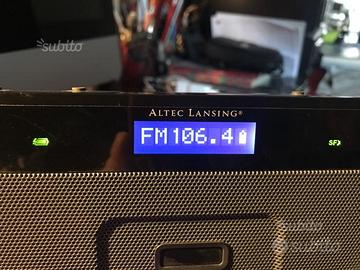 subito
ALTEC LANSING®
FM106.4
SFX
subito